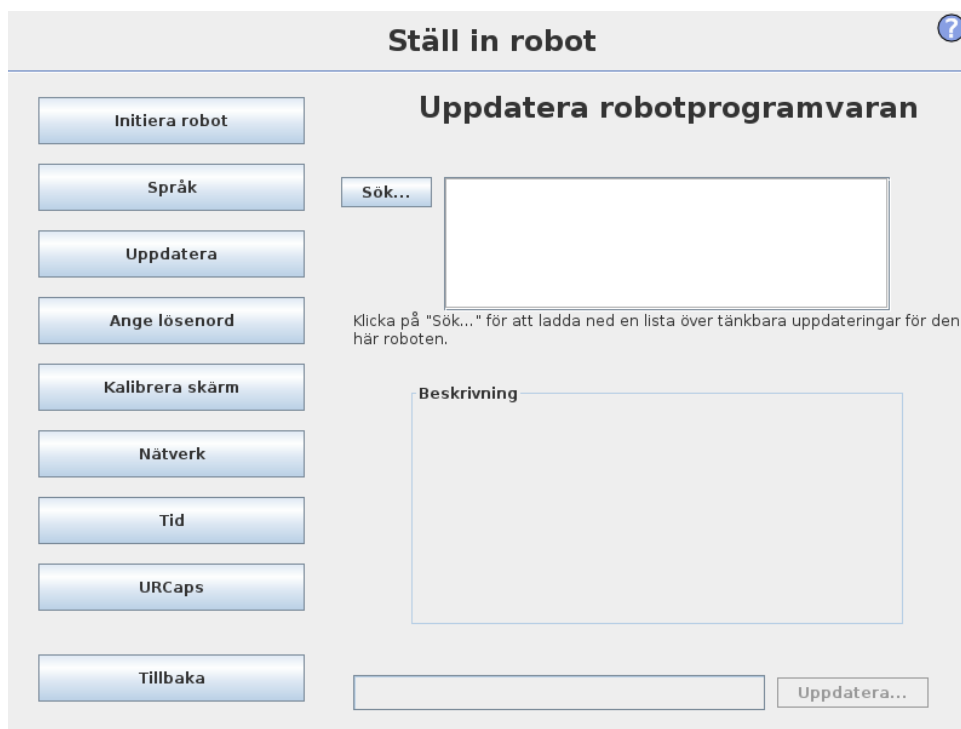 Ställ in robot
?
Uppdatera robotprogramvaran
Initiera robot
Språk
Uppdatera
Ange lösenord
Kalibrera skärm
Nätverk
Tid
URCaps
Tillbaka
Sök...
Klicka på "Sök..." för att ladda ned en lista över tänkbara uppdateringar för den
här roboten.
Beskrivning
Uppdatera...